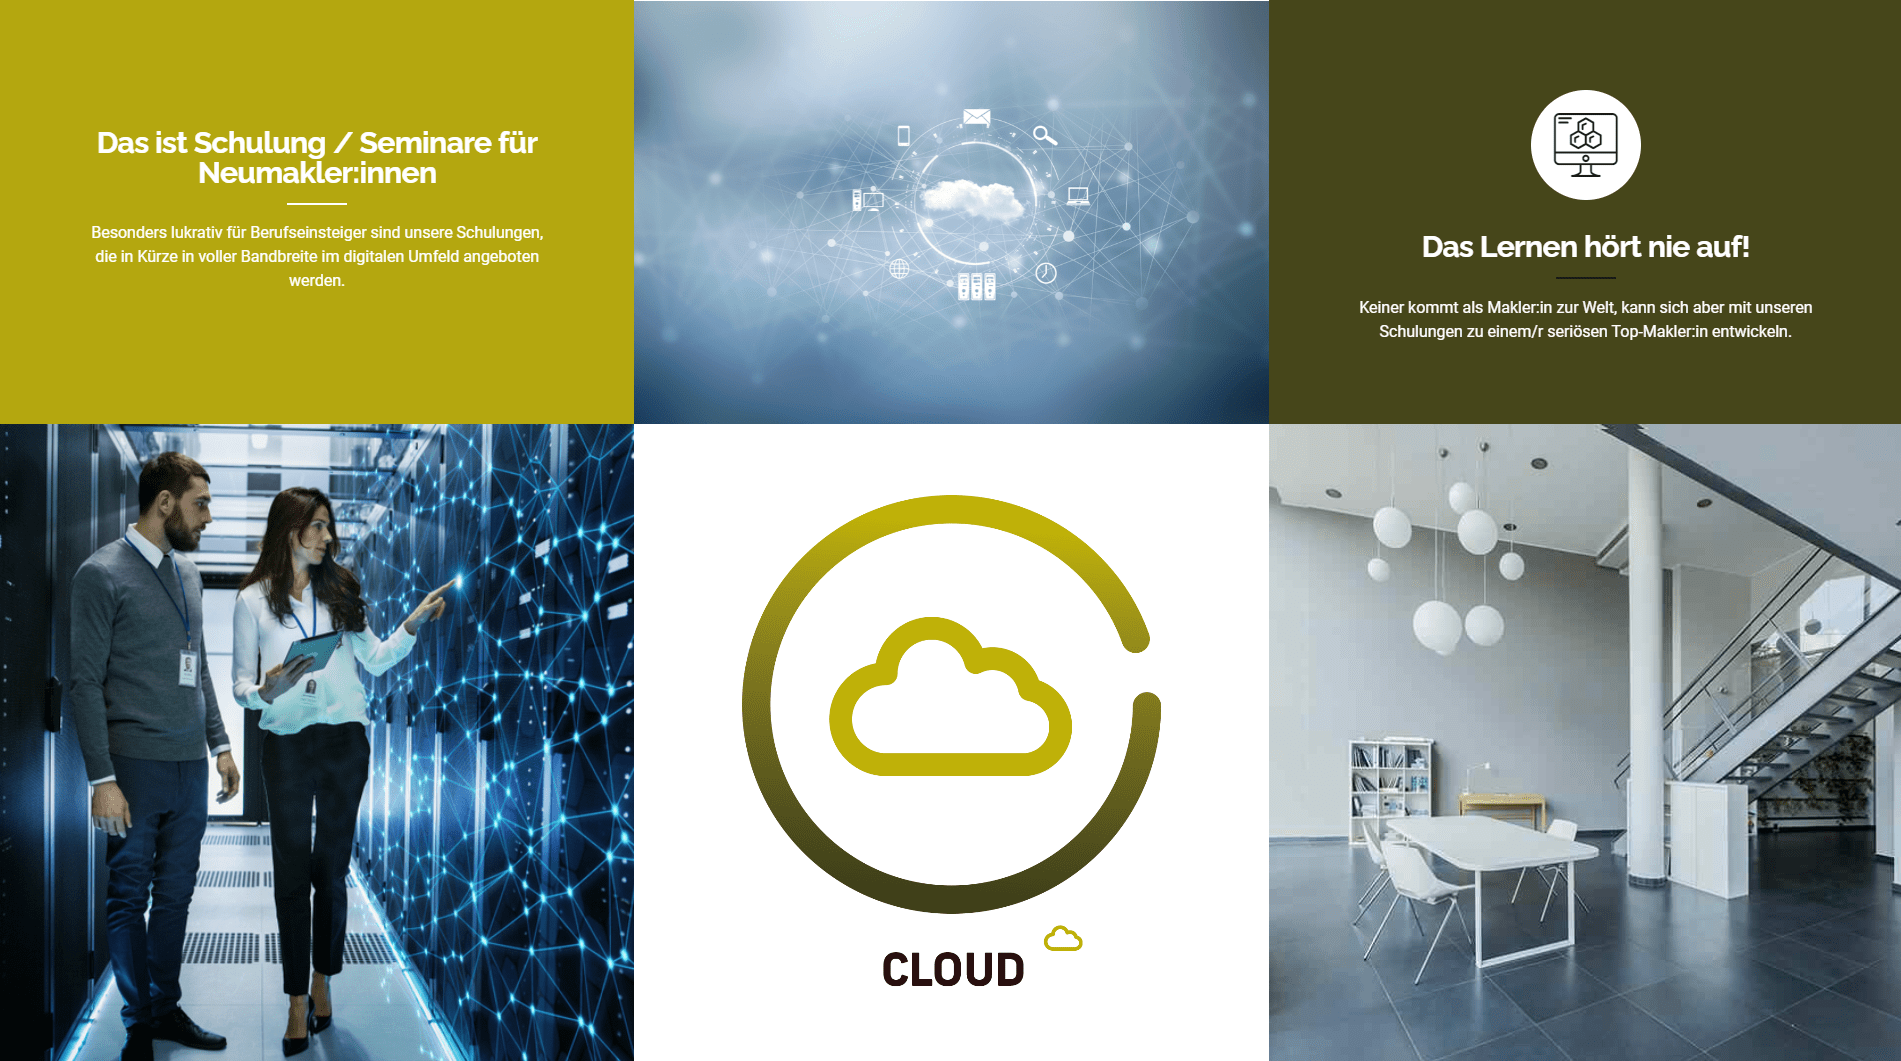 Das ist Schulung / Seminare für
Neumakler:innen
Besonders lukrativ für Berufseinsteiger sind unsere Schulungen,
die in Kürze in voller Bandbreite im digitalen Umfeld angeboten
werden.
Das Lernen hört nie auf!
Keiner kommt als Makler:in zur Welt, kann sich aber mit unseren
Schulungen zu einem/r seriösen Top-Makler:in entwickeln.
CLOUD